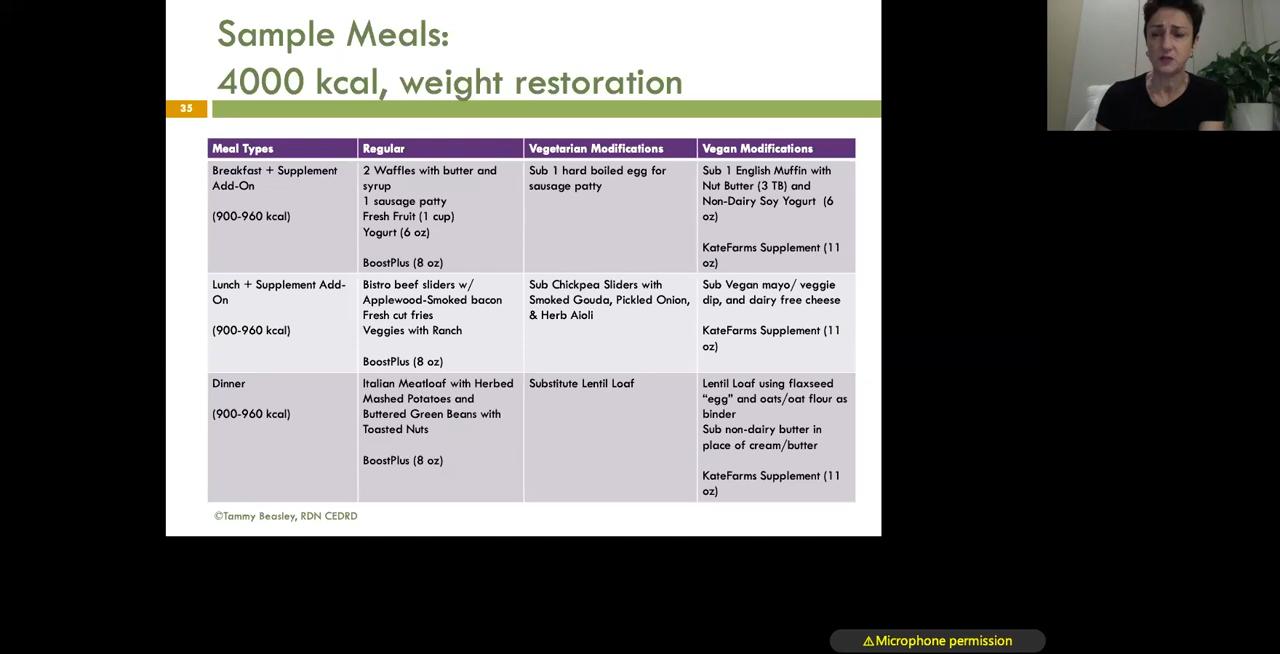 Sample Meals:
4000 kcal, weight restoration
35
Meal Types
Regular
Vegetarian Modifications
Vegan Modifications
Breakfast + Supplement
Add-On
(900-960 kcal)
2 Waffles with butter and
syrup
1 sausage patty
Fresh Fruit (1 cup)
Yogurt (6 oz)
BoostPlus (8 oz)
Sub 1 hard boiled egg for
sausage patty
Sub 1 English Muffin with
Nut Butter (3 TB) and
Non-Dairy Soy Yogurt (6
oz)
KateFarms Supplement (11
oz)
Lunch + Supplement Add-
On
(900-960 kcal)
Bistro beef sliders w/
Applewood-Smoked bacon
Fresh cut fries
Veggies with Ranch
BoostPlus (8 oz)
Sub Chickpea Sliders with
Smoked Gouda, Pickled Onion,
& Herb Aioli
Sub Vegan mayo/ veggie
dip, and dairy free cheese
KateFarms Supplement (11
oz)
Dinner
(900-960 kcal)
Italian Meatloaf with Herbed
Mashed Potatoes and
Buttered Green Beans with
Toasted Nuts
BoostPlus (8 oz)
Substitute Lentil Loaf
Lentil Loaf using flaxseed
“egg” and oats/oat flour as
binder
Sub non-dairy butter in
place of cream/butter
KateFarms Supplement (11
oz)
©Tammy Beasley, RDN CEDRD
⚠Microphone permission